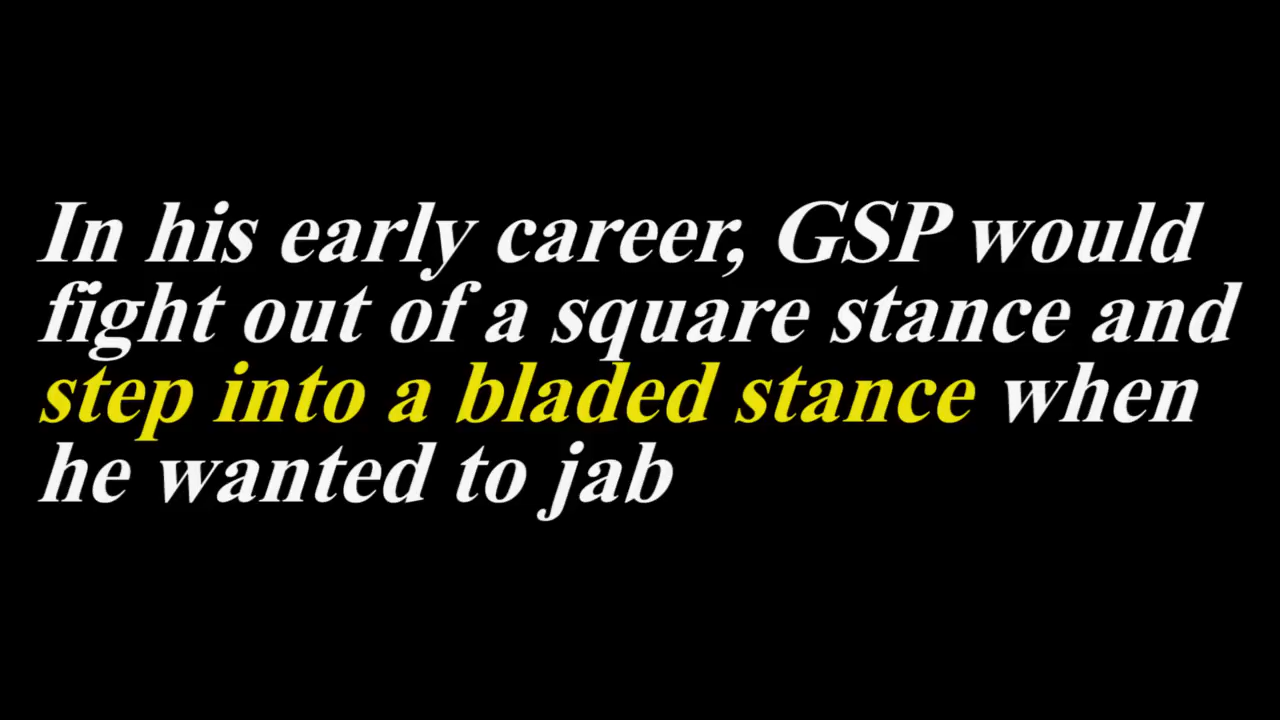 In his early career, GSP would
fight out of a square stance and
step into a bladed stance when
he wanted to jab